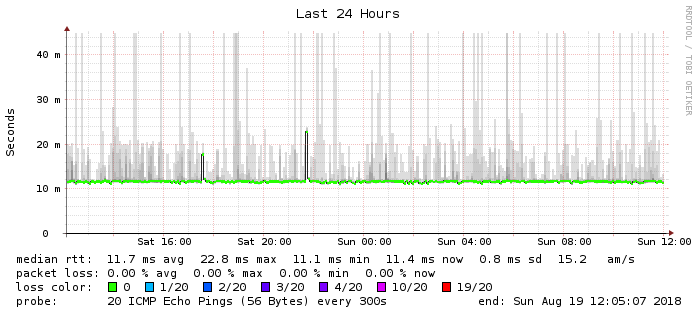 Last 24 Hours
RRDTOOL / TOBI OETIKER
Seconds
40 m
30 m
20 m
10 m
0
Sat 16:00 Sat 20:00 Sun 00:00 Sun 04:00 Sun 08:00 Sun 12:00
median rtt: 11.7 ms avg 22.8 ms max 11.1 ms min 11.4 ms now 0.8 ms sd 15.2 am/s
packet loss: 0.00 % avg 0.00 % max 0.00 % min 0.00 % now
loss color: 0 1/20 2/20 3/20 4/20 10/20 19/20
probe: 20 ICMP Echo Pings (56 Bytes) every 300s end: Sun Aug 19 12:05:07 2018